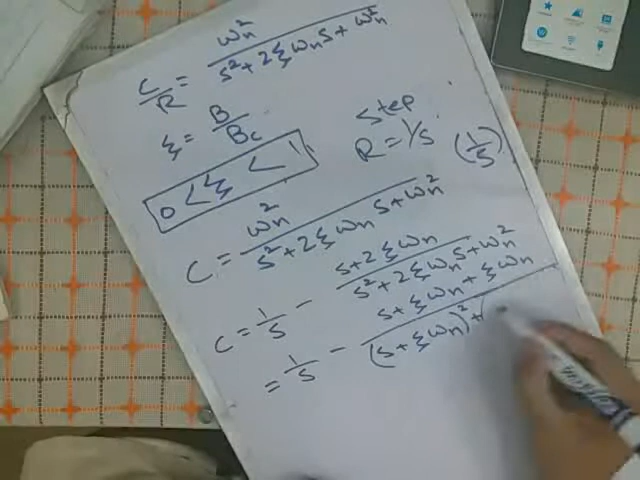 C/R = ωn² / (s² + 2ξωn s + ωn²)
ξ = B/Bc
0 < ξ < 1
Step
R = 1/s (1/s)
C = ωn² / (s² + 2ξωn s + ωn²)
C = 1/s − (s + 2ξωn) / (s² + 2ξωn s + ωn²)
= 1/s − (s + ξωn + ξωn) / (s + ξωn)² + (